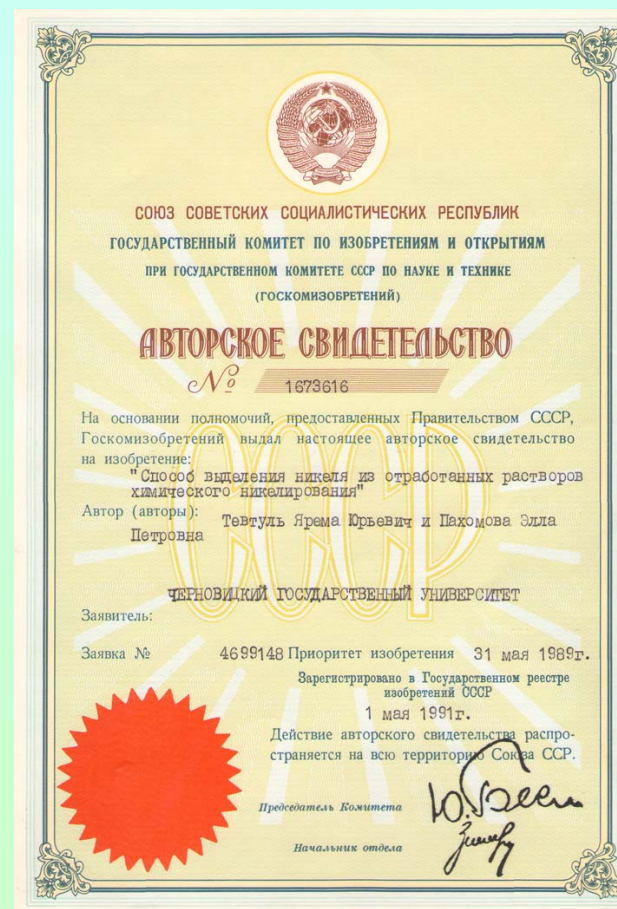 СОЮЗ СОВЕТСКИХ СОЦИАЛИСТИЧЕСКИХ РЕСПУБЛИК
ГОСУДАРСТВЕННЫЙ КОМИТЕТ ПО ИЗОБРЕТЕНИЯМ И ОТКРЫТИЯМ
ПРИ ГОСУДАРСТВЕННОМ КОМИТЕТЕ СССР ПО НАУКЕ И ТЕХНИКЕ
(ГОСКОМИЗОБРЕТЕНИЙ)
АВТОРСКОЕ СВИДЕТЕЛЬСТВО
№ 1673616
На основании полномочий, предоставленных Правительством СССР,
Госкомизобретений выдал настоящее авторское свидетельство
на изобретение:
"Способ выделения никеля из отработанных растворов
химического никелирования"
Автор (авторы): Тевтуль Ярема Юрьевич и Пахомова Элла
Петровна
СССР
ЧЕРНОВИЦКИЙ ГОСУДАРСТВЕННЫЙ УНИВЕРСИТЕТ
Заявитель:
Заявка № 4699148 Приоритет изобретения 31 мая 1989г.
Зарегистрировано в Государственном реестре
изобретений СССР
1 мая 1991г.
Действие авторского свидетельства распро-
страняется на всю территорию Союза ССР.
Председатель Комитета
Начальник отдела